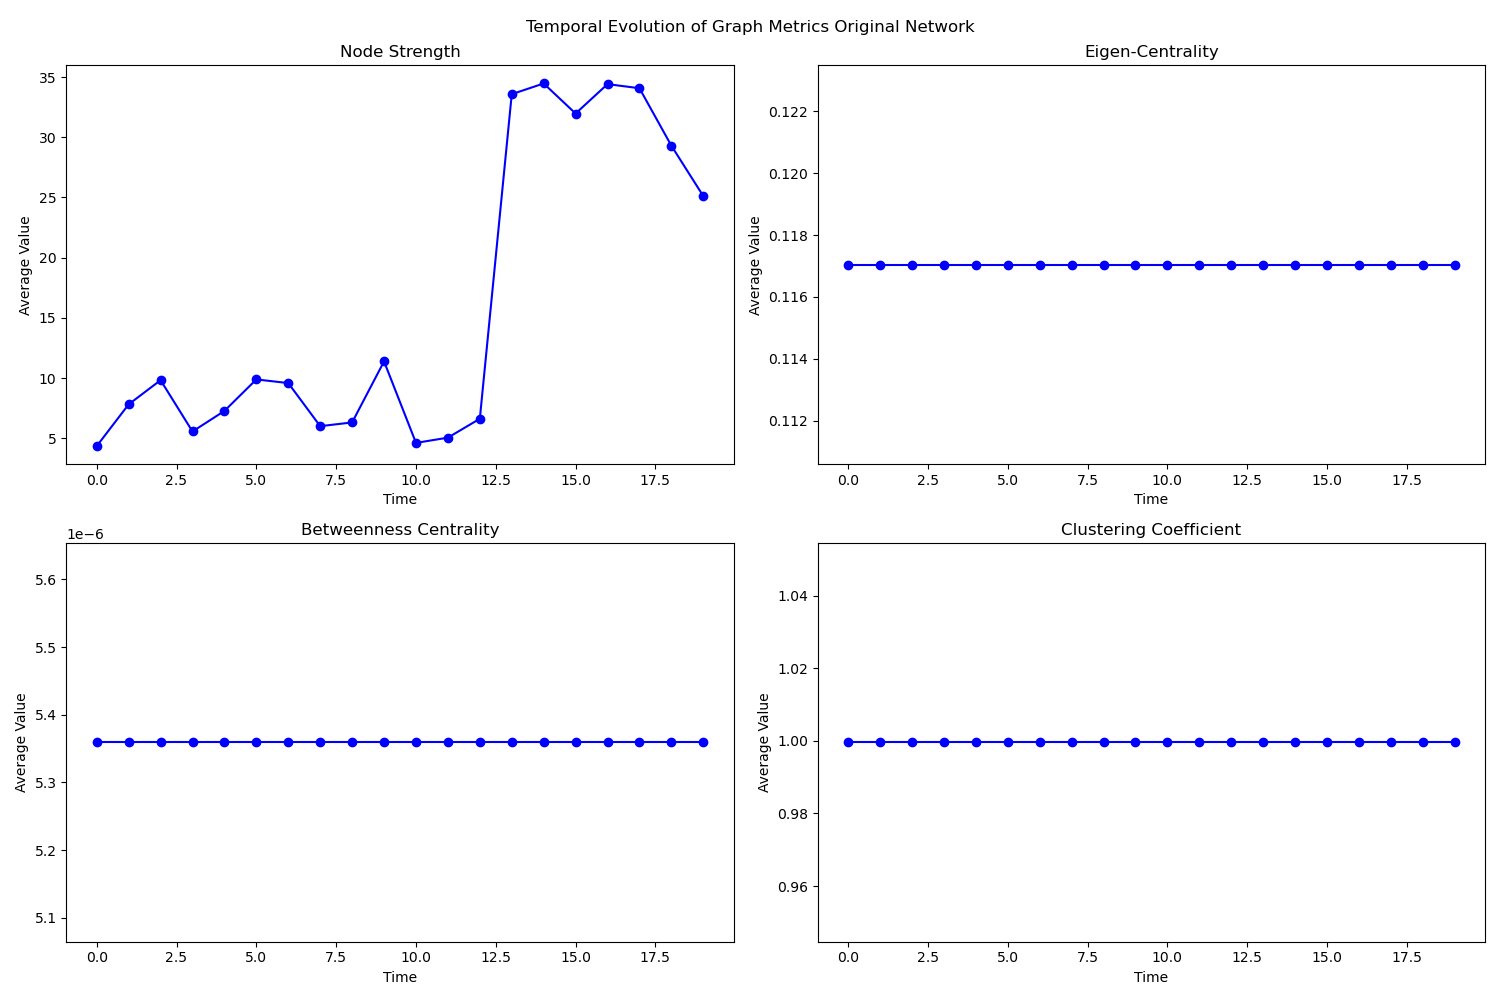 Temporal Evolution of Graph Metrics Original Network
Node Strength
35
30
25
20
15
10
5
Average Value
0.0 2.5 5.0 7.5 10.0 12.5 15.0 17.5
Time
Eigen-Centrality
0.122
0.120
0.118
0.116
0.114
0.112
Average Value
0.0 2.5 5.0 7.5 10.0 12.5 15.0 17.5
Time
Betweenness Centrality
1e−6
5.6
5.5
5.4
5.3
5.2
5.1
Average Value
0.0 2.5 5.0 7.5 10.0 12.5 15.0 17.5
Time
Clustering Coefficient
1.04
1.02
1.00
0.98
0.96
Average Value
0.0 2.5 5.0 7.5 10.0 12.5 15.0 17.5
Time